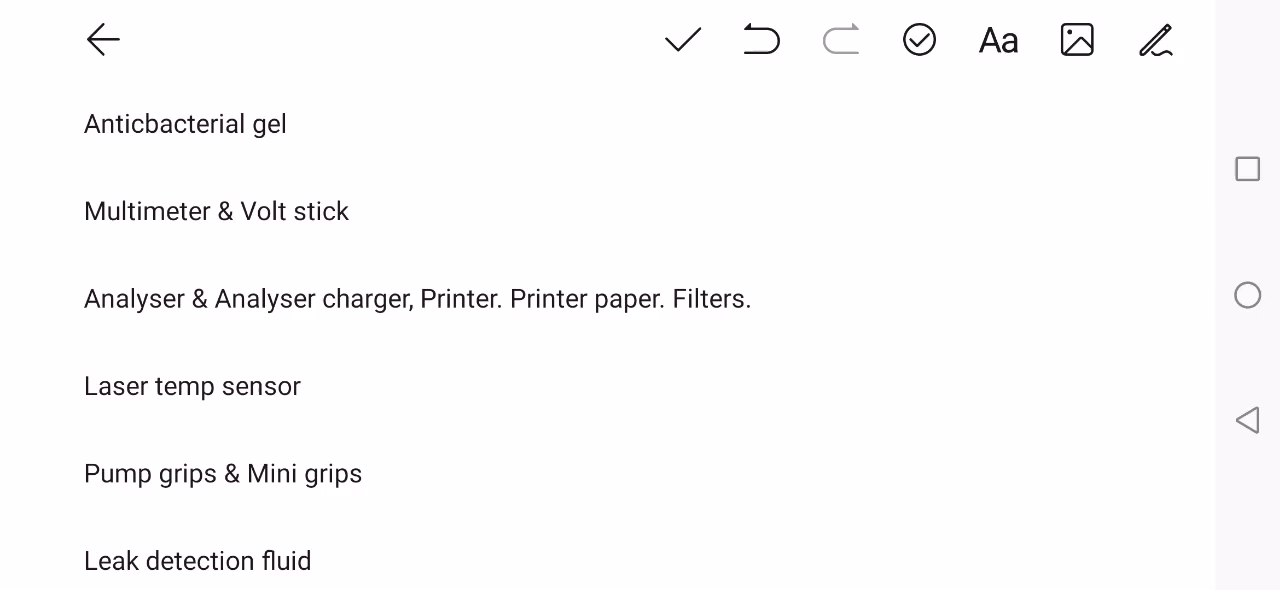 Aa
Anticbacterial gel
Multimeter & Volt stick
Analyser & Analyser charger, Printer. Printer paper. Filters.
Laser temp sensor
Pump grips & Mini grips
Leak detection fluid